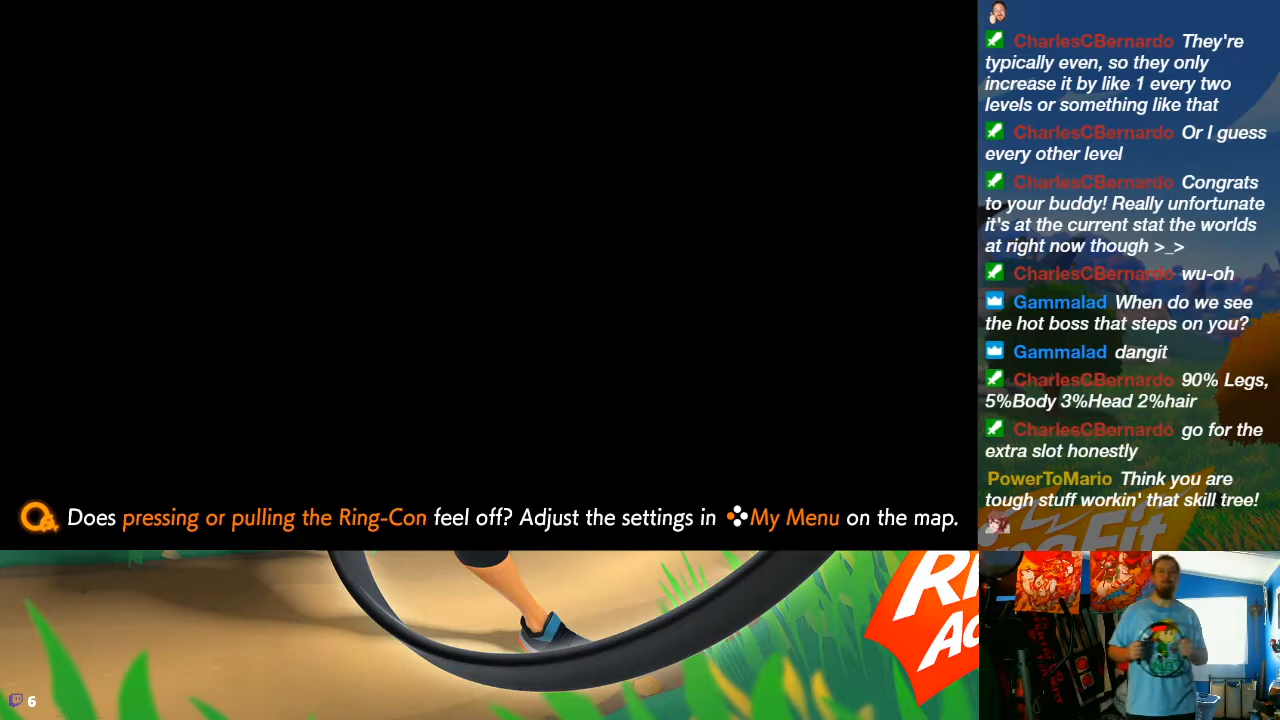 CharlesCBernardo They're
typically even, so they only
increase it by like 1 every two
levels or something like that
CharlesCBernardo Or I guess
every other level
CharlesCBernardo Congrats
to your buddy! Really unfortunate
it's at the current stat the worlds
at right now though >_>
CharlesCBernardo wu-oh
Gammalad When do we see
the hot boss that steps on you?
Gammalad dangit
CharlesCBernardo 90% Legs,
5%Body 3%Head 2%hair
CharlesCBernardo go for the
extra slot honestly
PowerToMario Think you are
tough stuff workin' that skill tree!
Does pressing or pulling the Ring-Con feel off? Adjust the settings in My Menu on the map.
6